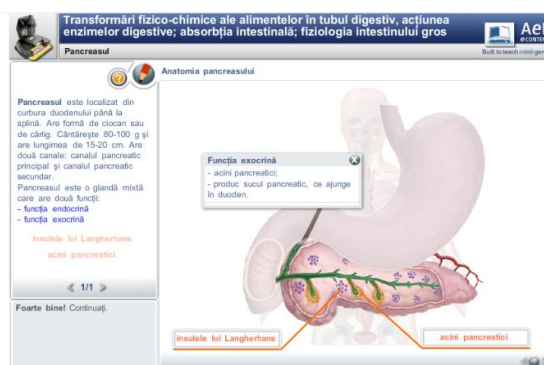 Transformări fizico-chimice ale alimentelor în tubul digestiv, acțiunea
enzimelor digestive; absorbția intestinală; fiziologia intestinului gros
Pancreasul
Built to teach
Anatomia pancreasului
Pancreasul este localizat din
curbura duodenului până la
splină. Are formă de ciocan sau
de cârlig. Cântărește 80-100 g și
are lungimea de 15-20 cm. Are
două canale: canalul pancreatic
principal și canalul pancreatic
secundar.
Pancreasul este o glandă mixtă
care are două funcții:
- funcția endocrină
- funcția exocrină
insulele lui Langherhans
acini pancreatici
1/1
Foarte bine! Continuați.
Funcția exocrină
- acini pancreatici;
- produc sucul pancreatic, ce ajunge
în duoden.
insulele lui Langherhans
acini pancreatici